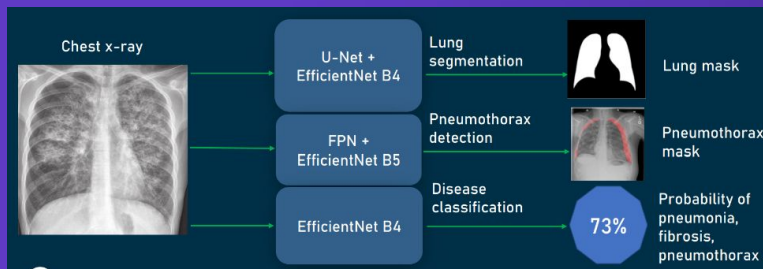 Chest x-ray
U-Net +
EfficientNet B4
Lung
segmentation
Lung mask
FPN +
EfficientNet B5
Pneumothorax
detection
Pneumothorax
mask
EfficientNet B4
Disease
classification
73%
Probability of
pneumonia,
fibrosis,
pneumothorax